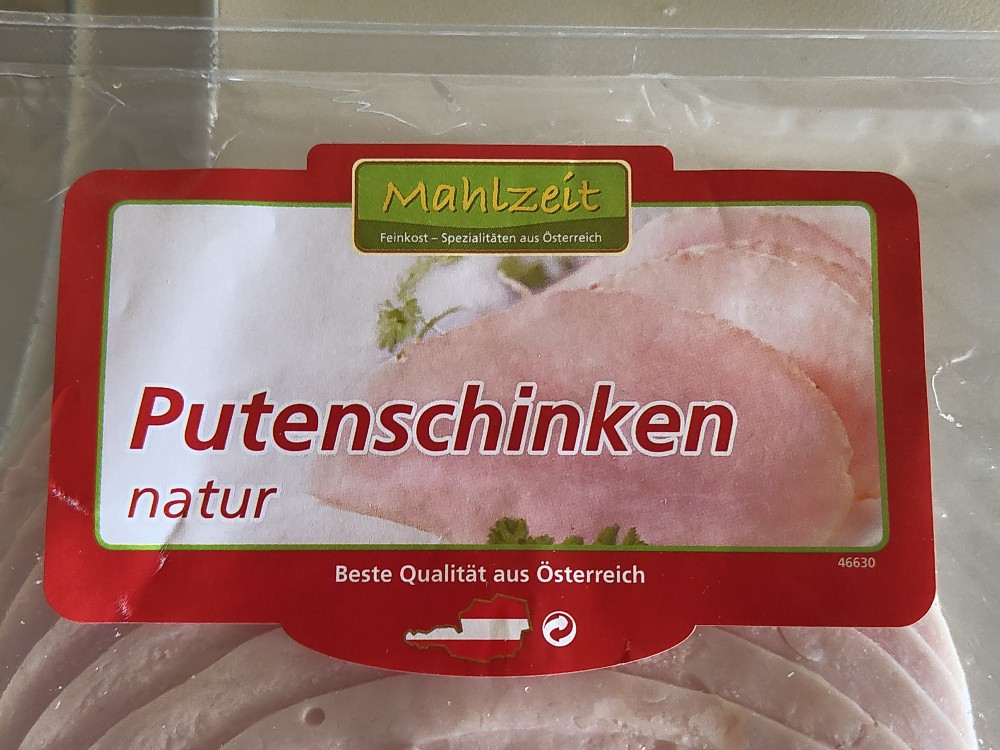 Mahlzeit
Feinkost – Spezialitäten aus Österreich
Putenschinken
natur
46630
Beste Qualität aus Österreich